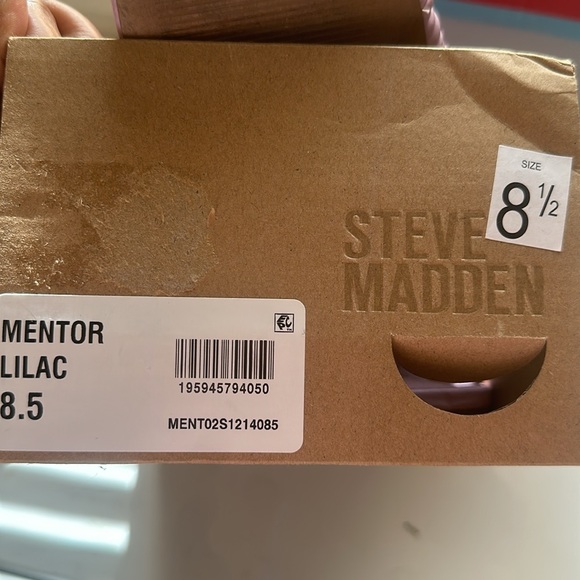 SIZE
8 1/2
STEVE
MADDEN
MENTOR
LILAC
8.5
195945794050
MENT02S1214085